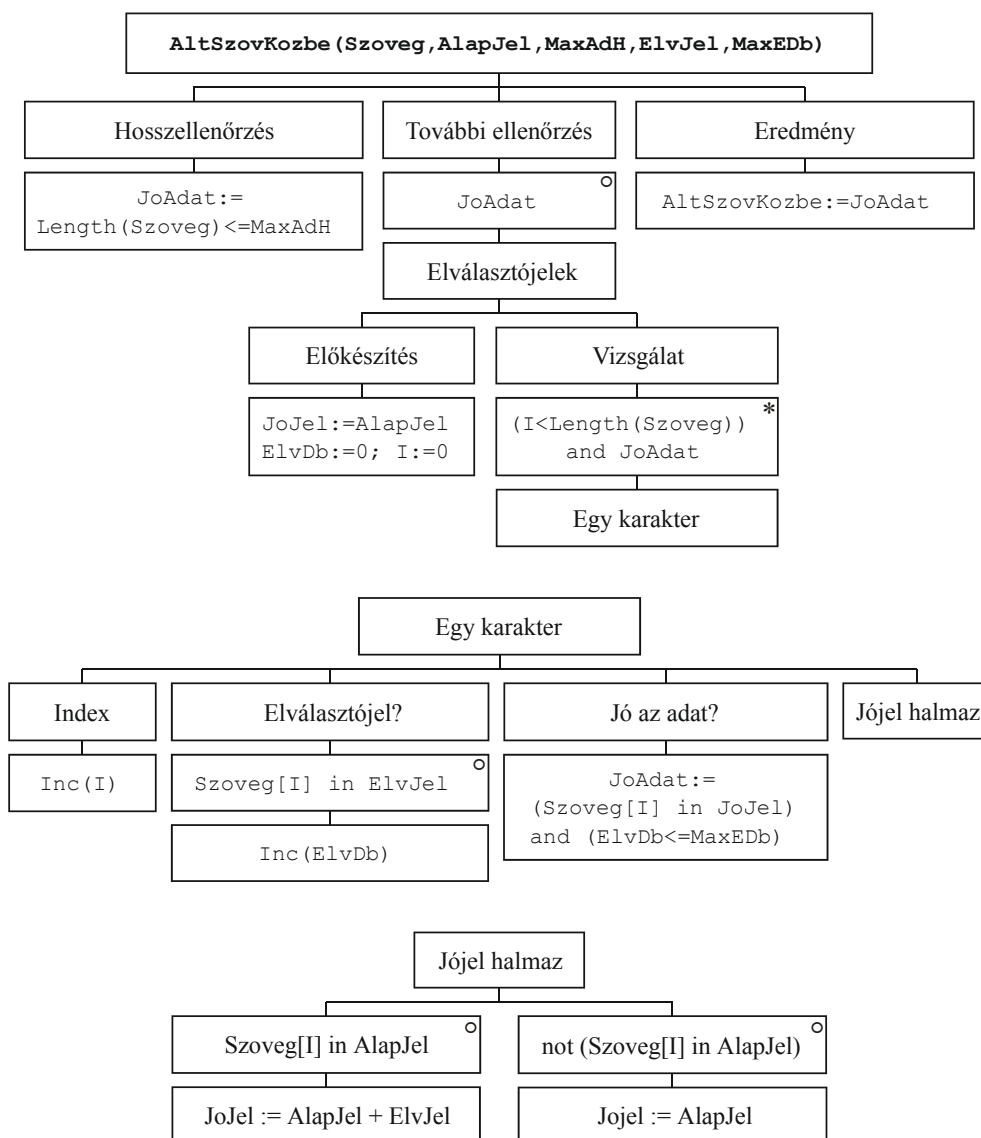 AltSzovKozbe(Szoveg,AlapJel,MaxAdH,ElvJel,MaxEDb)
Hosszellenőrzés
További ellenőrzés
Eredmény
JoAdat:=
Length(Szoveg)<=MaxAdH
JoAdat
AltSzovKozbe:=JoAdat
Elválasztójelek
Előkészítés
Vizsgálat
JoJel:=AlapJel
ElvDb:=0; I:=0
(I<Length(Szoveg)) *
and JoAdat
Egy karakter
Egy karakter
Index
Elválasztójel?
Jó az adat?
Jójel halmaz
Inc(I)
Szoveg[I] in ElvJel
Inc(ElvDb)
JoAdat:=
(Szoveg[I] in JoJel)
and (ElvDb<=MaxEDb)
Jójel halmaz
Szoveg[I] in AlapJel
not (Szoveg[I] in AlapJel)
JoJel := AlapJel + ElvJel
Jojel := AlapJel